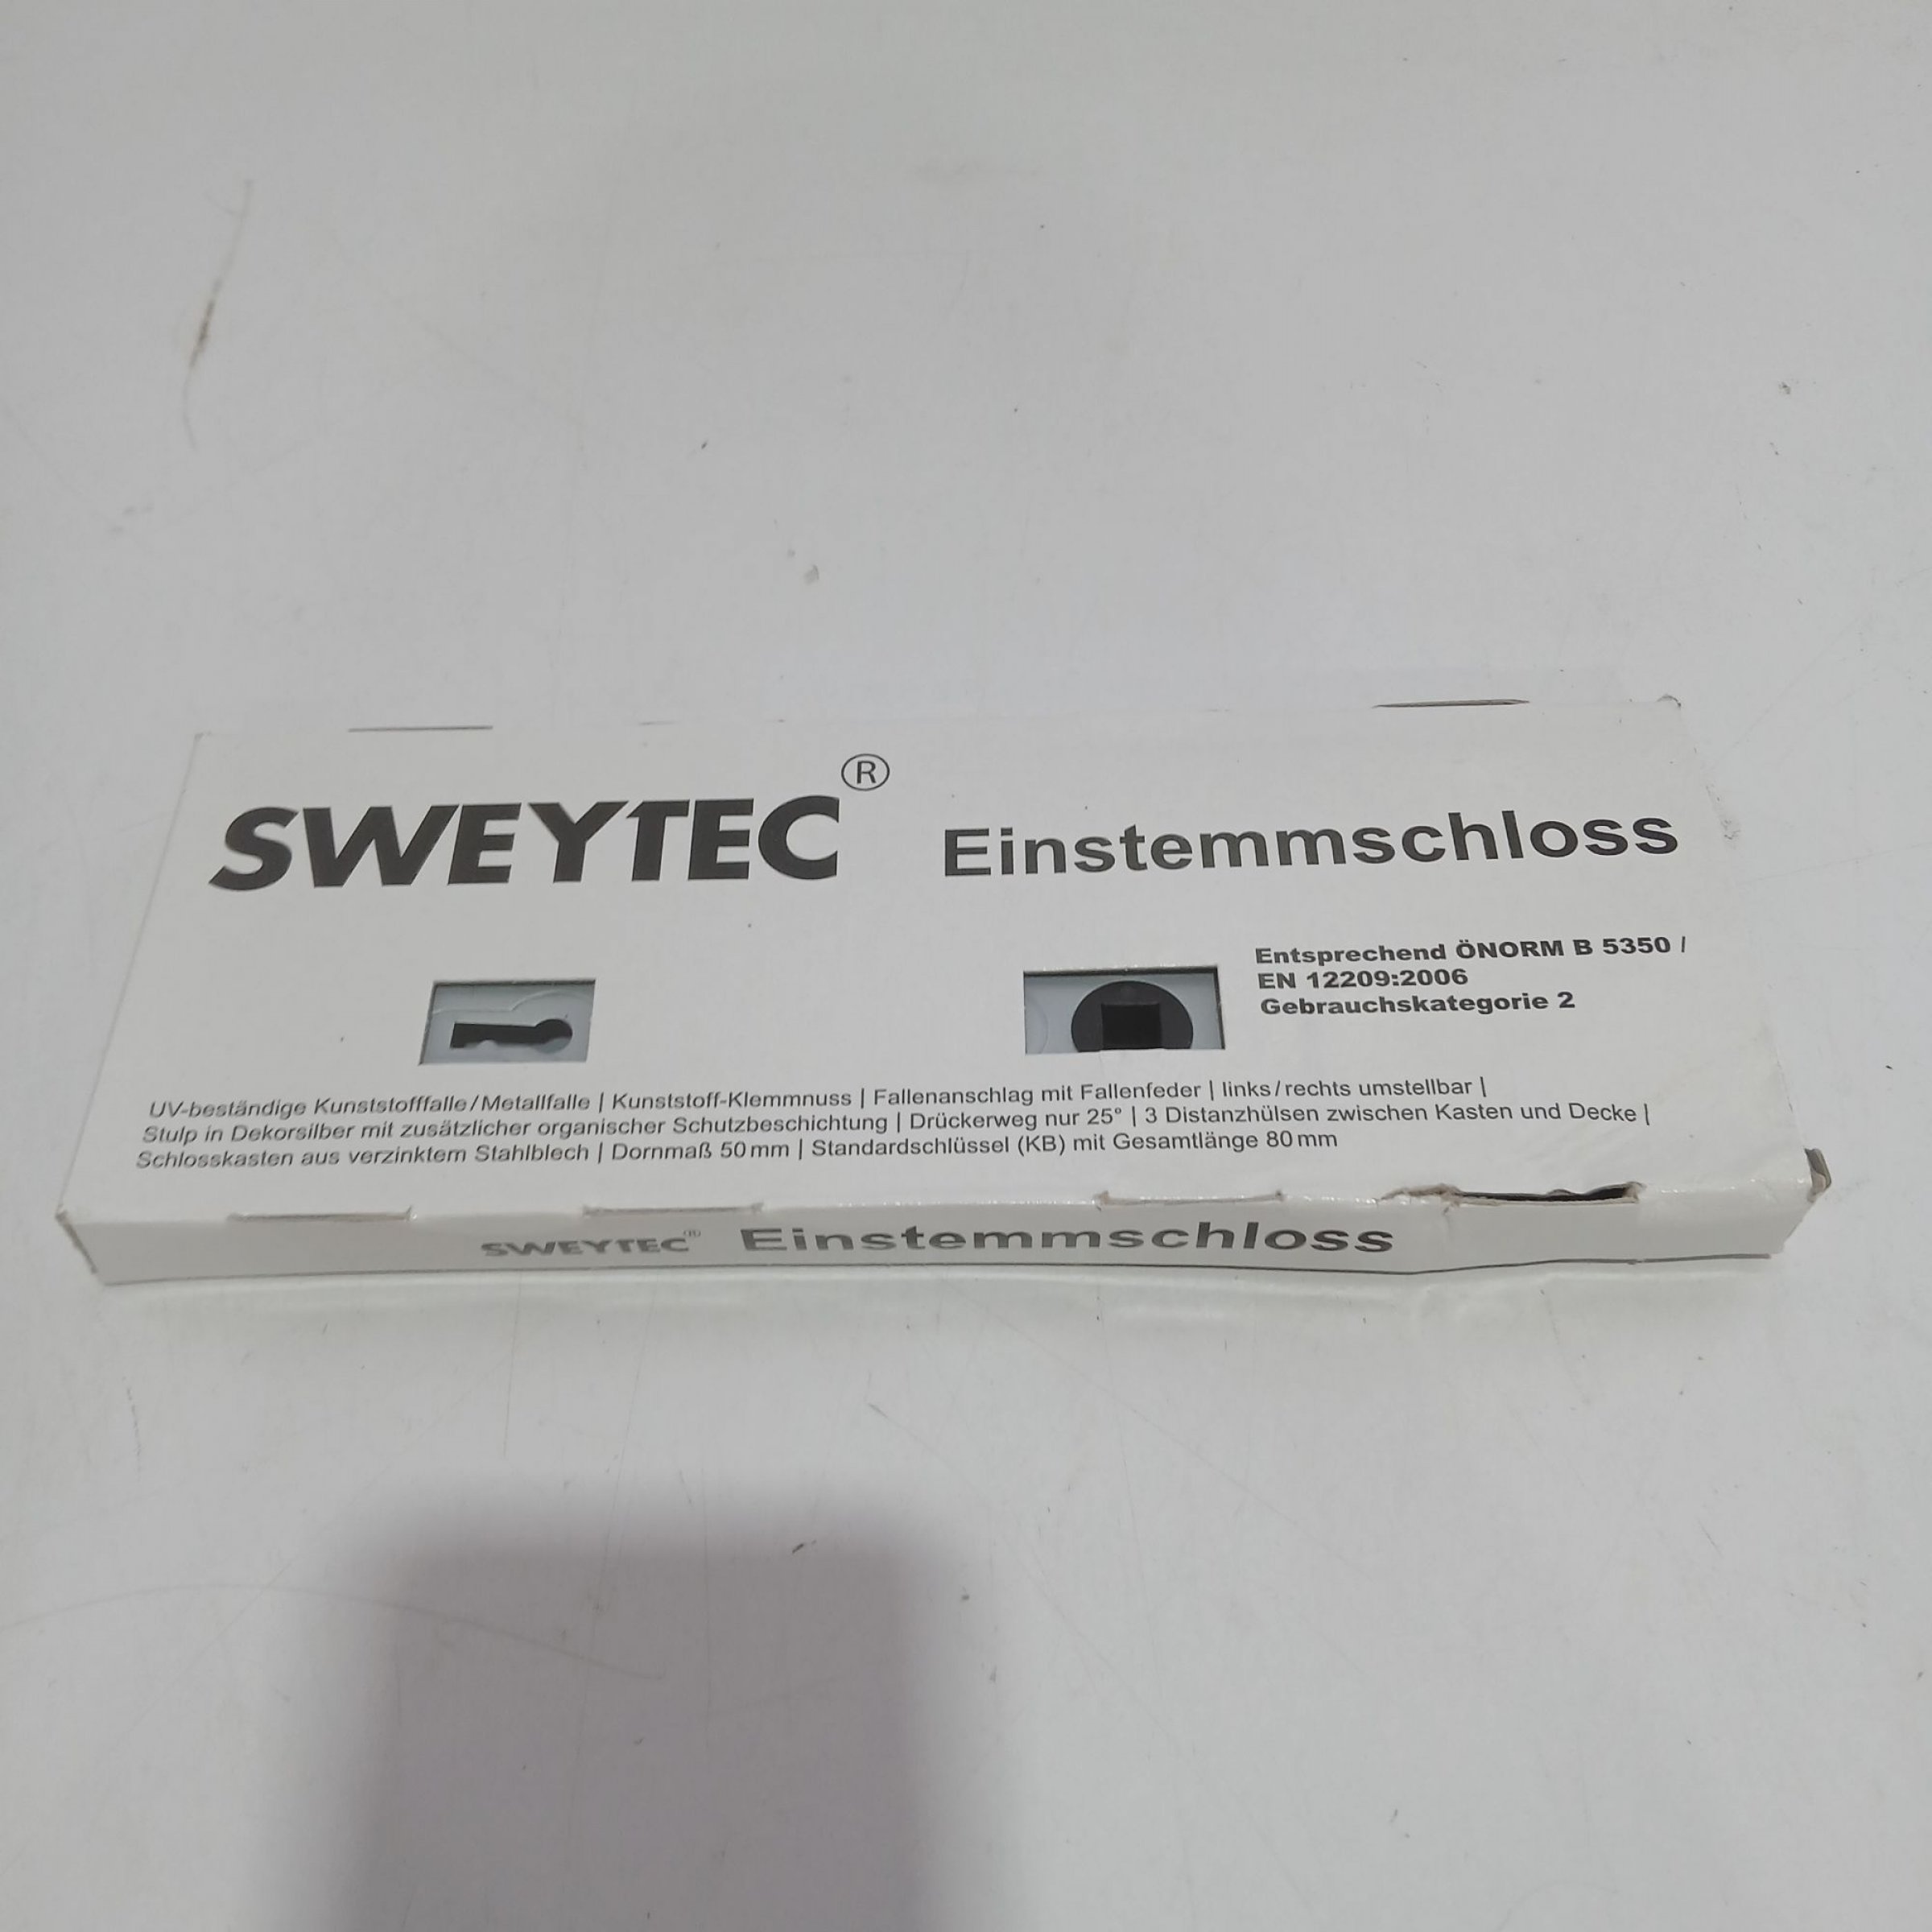 SWEYTEC® Einstemmschloss
Entsprechend ÖNORM B 5350 /
EN 12209:2006
Gebrauchskategorie 2
UV-beständige Kunststofffalle/Metallfalle | Kunststoff-Klemmnuss | Fallenanschlag mit Fallenfeder | links/rechts umstellbar |
Stulp in Dekorsilber mit zusätzlicher organischer Schutzbeschichtung | Drückerweg nur 25° | 3 Distanzhülsen zwischen Kasten und Decke |
Schlosskasten aus verzinktem Stahlblech | Dornmaß 50 mm | Standardschlüssel (KB) mit Gesamtlänge 80 mm
SWEYTEC® Einstemmschloss